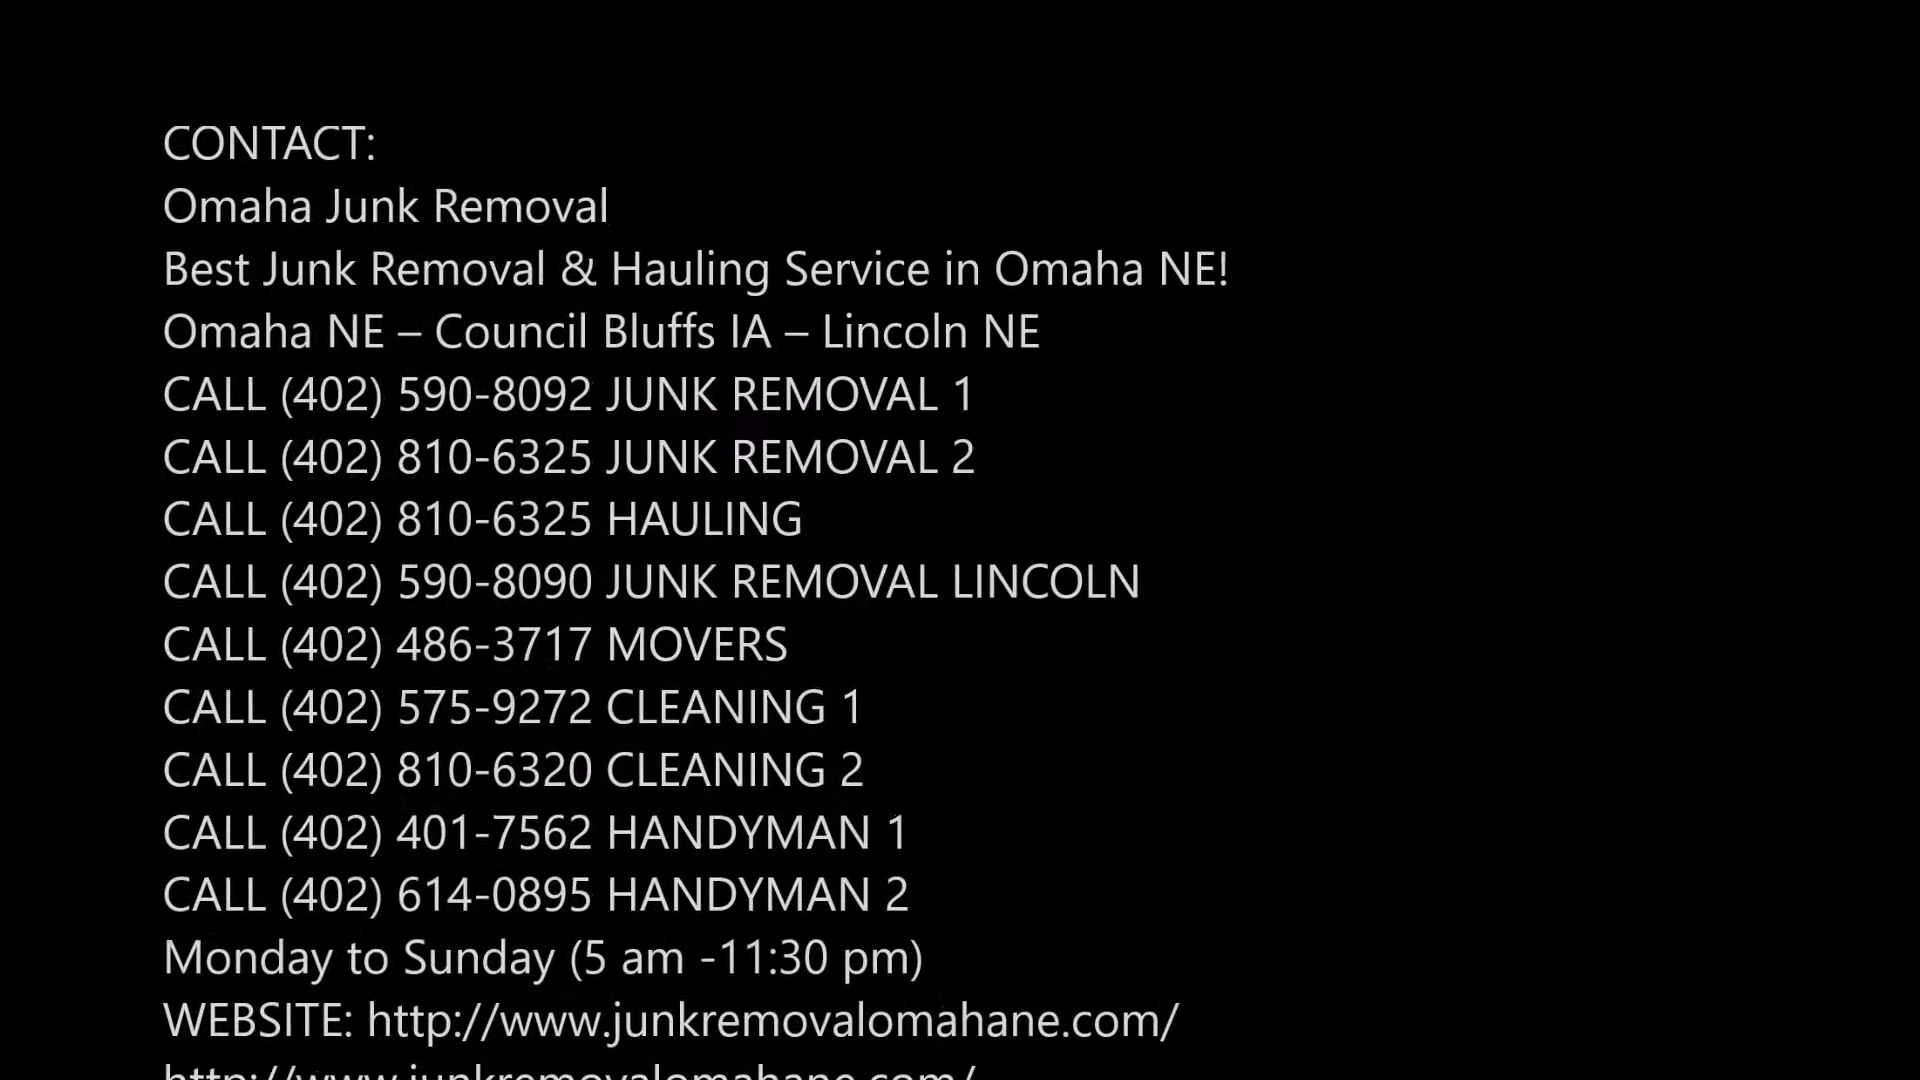 CONTACT:
Omaha Junk Removal
Best Junk Removal & Hauling Service in Omaha NE!
Omaha NE – Council Bluffs IA – Lincoln NE
CALL (402) 590-8092 JUNK REMOVAL 1
CALL (402) 810-6325 JUNK REMOVAL 2
CALL (402) 810-6325 HAULING
CALL (402) 590-8090 JUNK REMOVAL LINCOLN
CALL (402) 486-3717 MOVERS
CALL (402) 575-9272 CLEANING 1
CALL (402) 810-6320 CLEANING 2
CALL (402) 401-7562 HANDYMAN 1
CALL (402) 614-0895 HANDYMAN 2
Monday to Sunday (5 am -11:30 pm)
WEBSITE: http://www.junkremovalomahane.com/
http://www.junkremovalomahane.com/